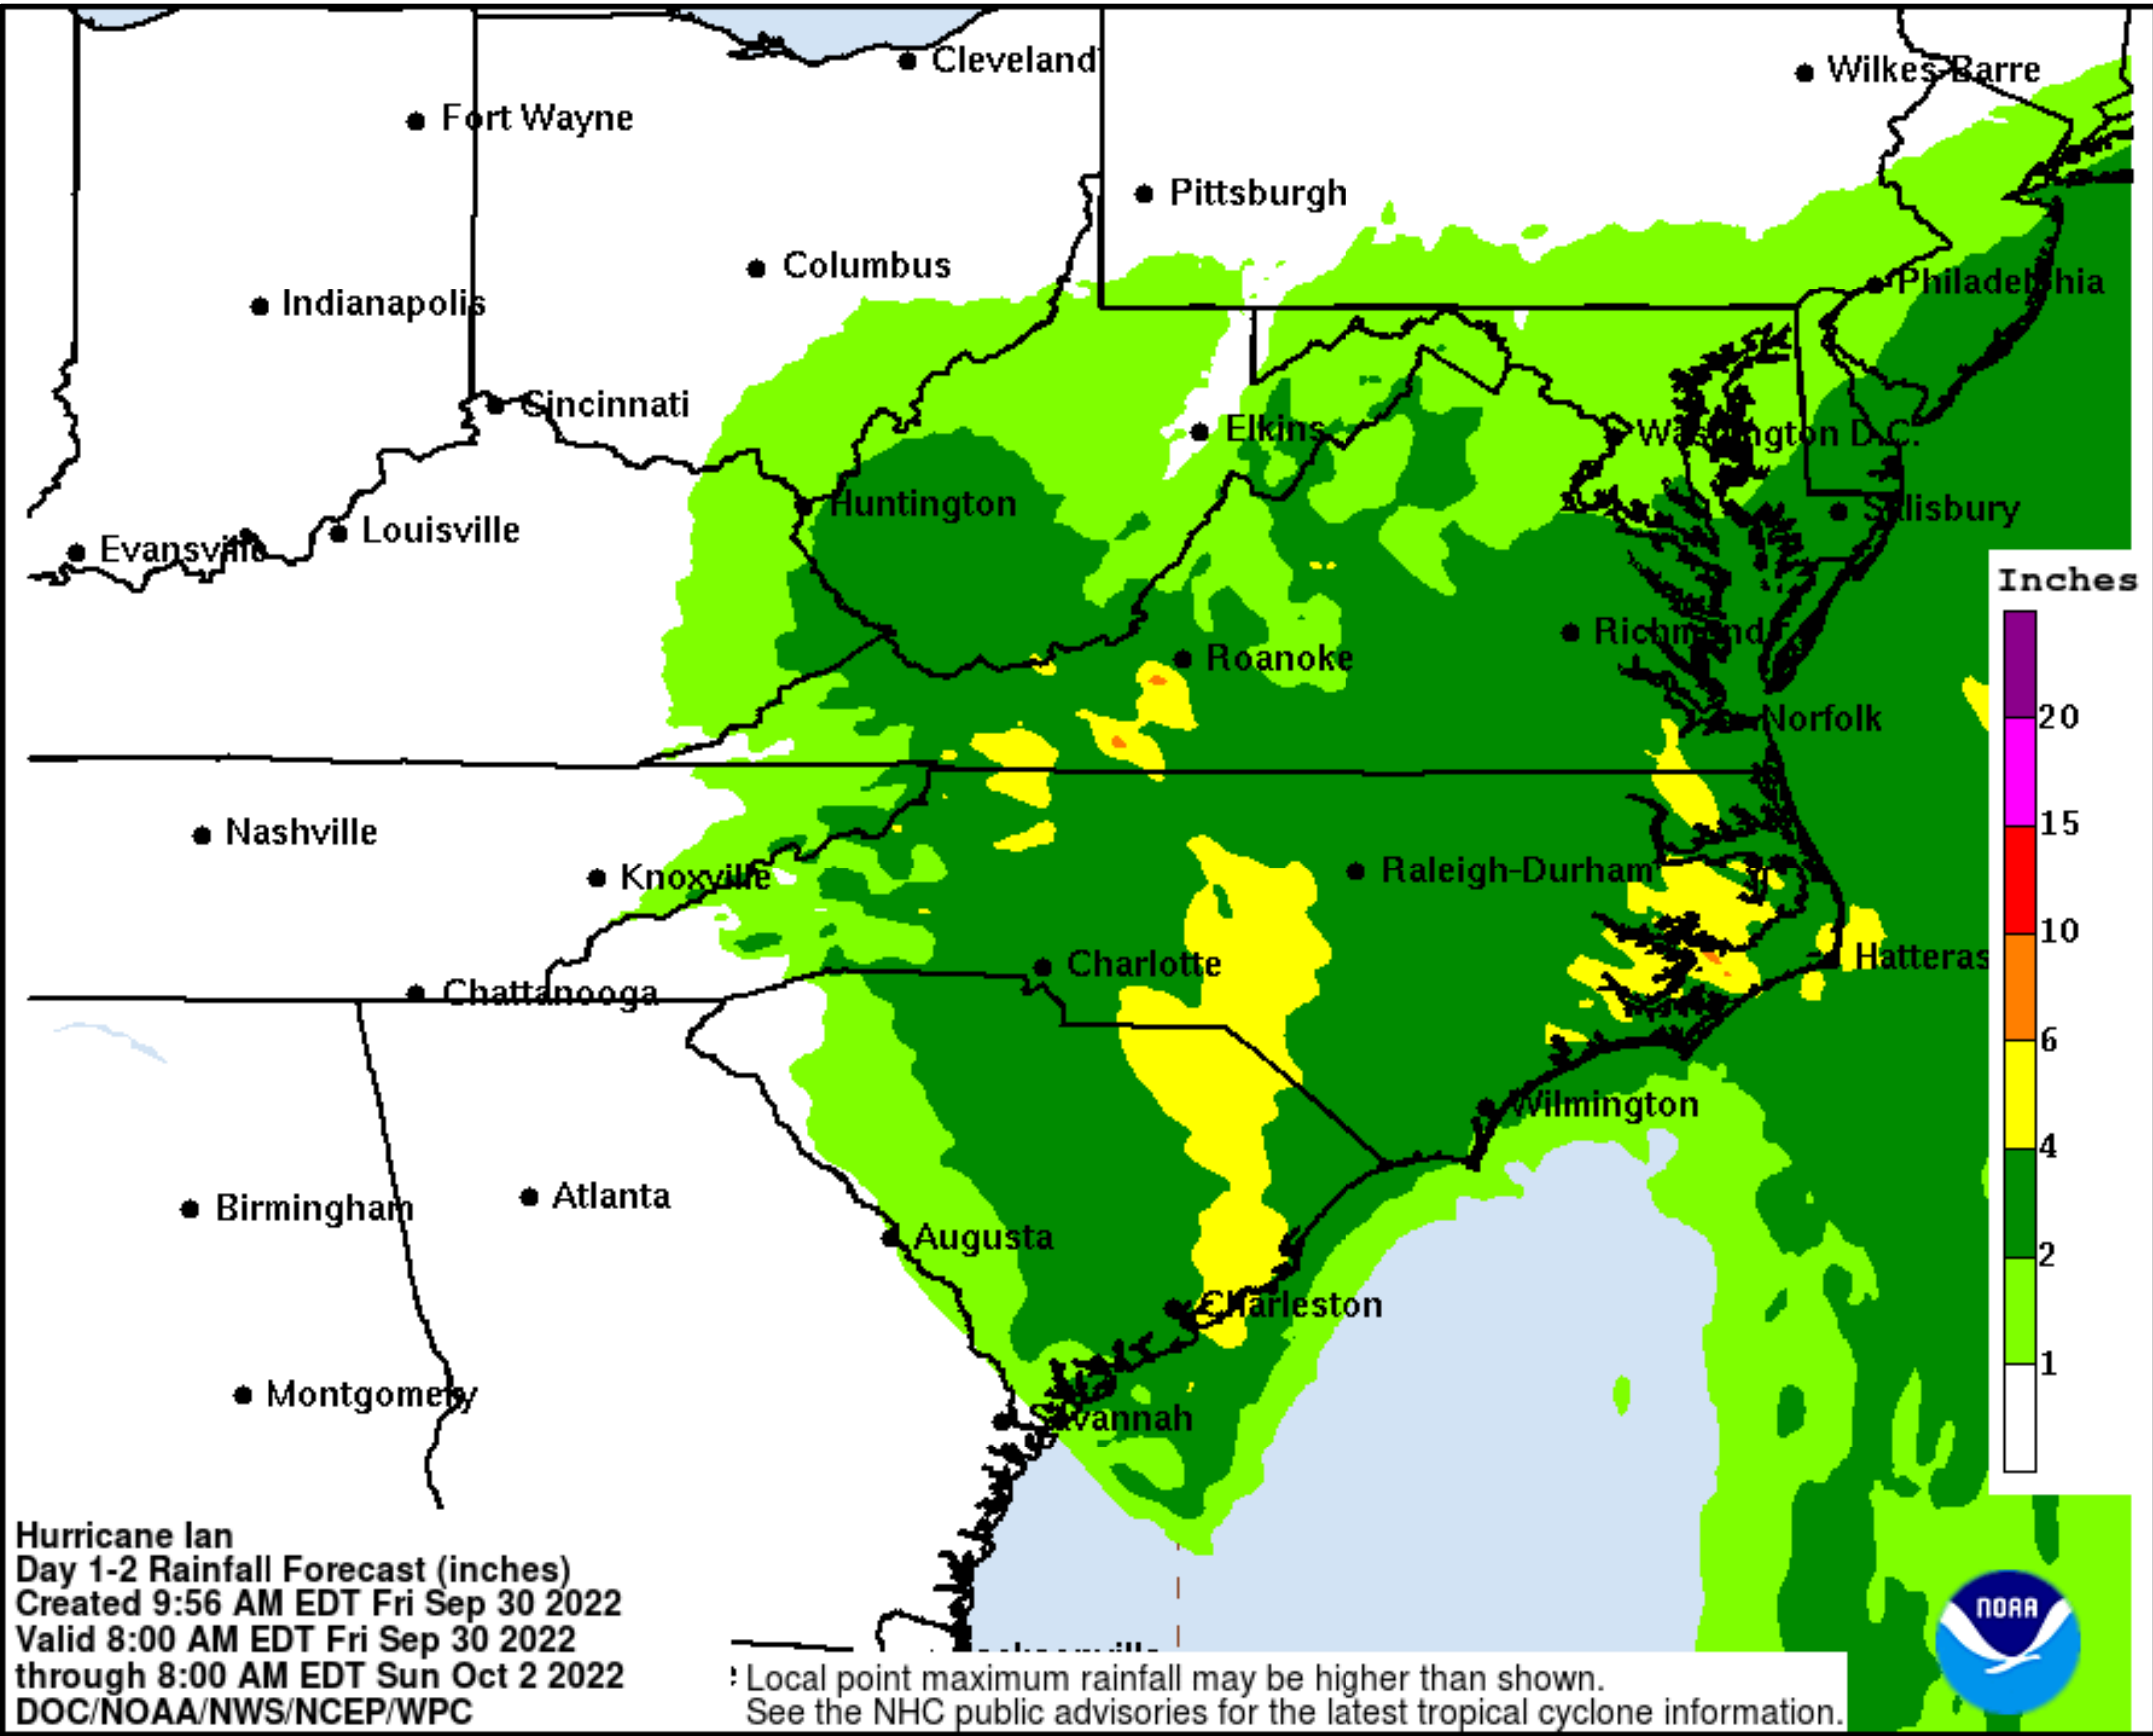 Cleveland
Wilkes-Barre
Fort Wayne
Pittsburgh
Columbus
Indianapolis
Philadelphia
Cincinnati
Elkins
Washington D.C.
Huntington
Salisbury
Louisville
Evansville
Inches
Richmond
Roanoke
Norfolk
20
15
Nashville
Raleigh-Durham
Knoxville
10
Hatteras
Charlotte
Chattanooga
6
Wilmington
4
Atlanta
Birmingham
Augusta
2
Charleston
1
Montgomery
Savannah
Hurricane Ian
Day 1-2 Rainfall Forecast (inches)
Created 9:56 AM EDT Fri Sep 30 2022
Valid 8:00 AM EDT Fri Sep 30 2022
through 8:00 AM EDT Sun Oct 2 2022
DOC/NOAA/NWS/NCEP/WPC
NOAA
Local point maximum rainfall may be higher than shown.
See the NHC public advisories for the latest tropical cyclone information.